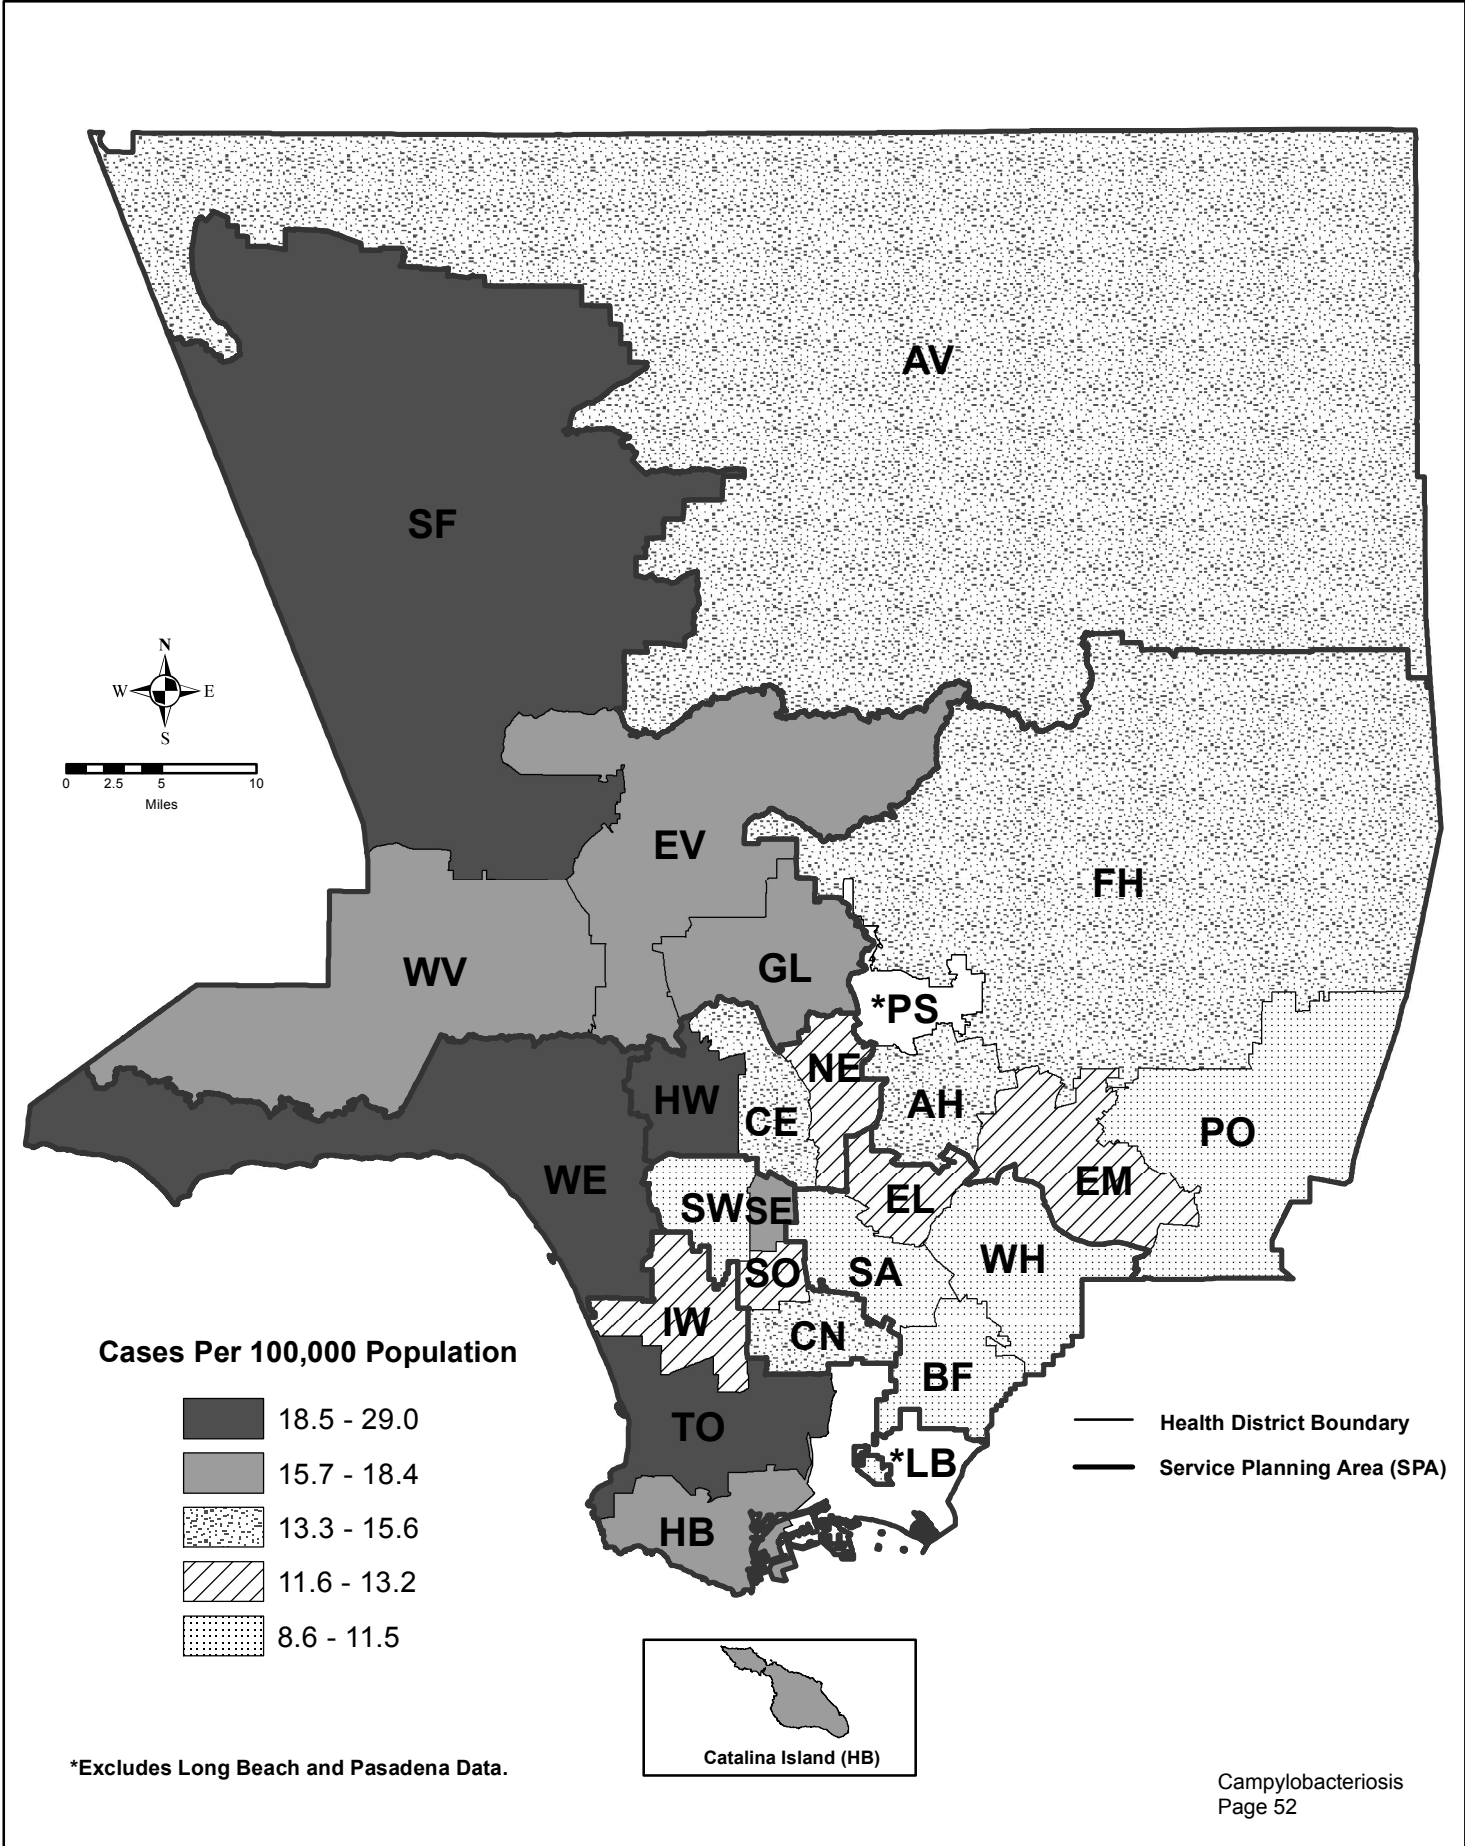 AV
SF
N
W E
S
0 2.5 5 10
Miles
EV
FH
WV
GL
*PS
NE
HW
AH
CE
PO
WE
EM
SW
SE
EL
WH
SO
SA
IW
CN
BF
TO
*LB
HB
Cases Per 100,000 Population
18.5 - 29.0
15.7 - 18.4
13.3 - 15.6
11.6 - 13.2
8.6 - 11.5
Health District Boundary
Service Planning Area (SPA)
Catalina Island (HB)
*Excludes Long Beach and Pasadena Data.
Campylobacteriosis
Page 52